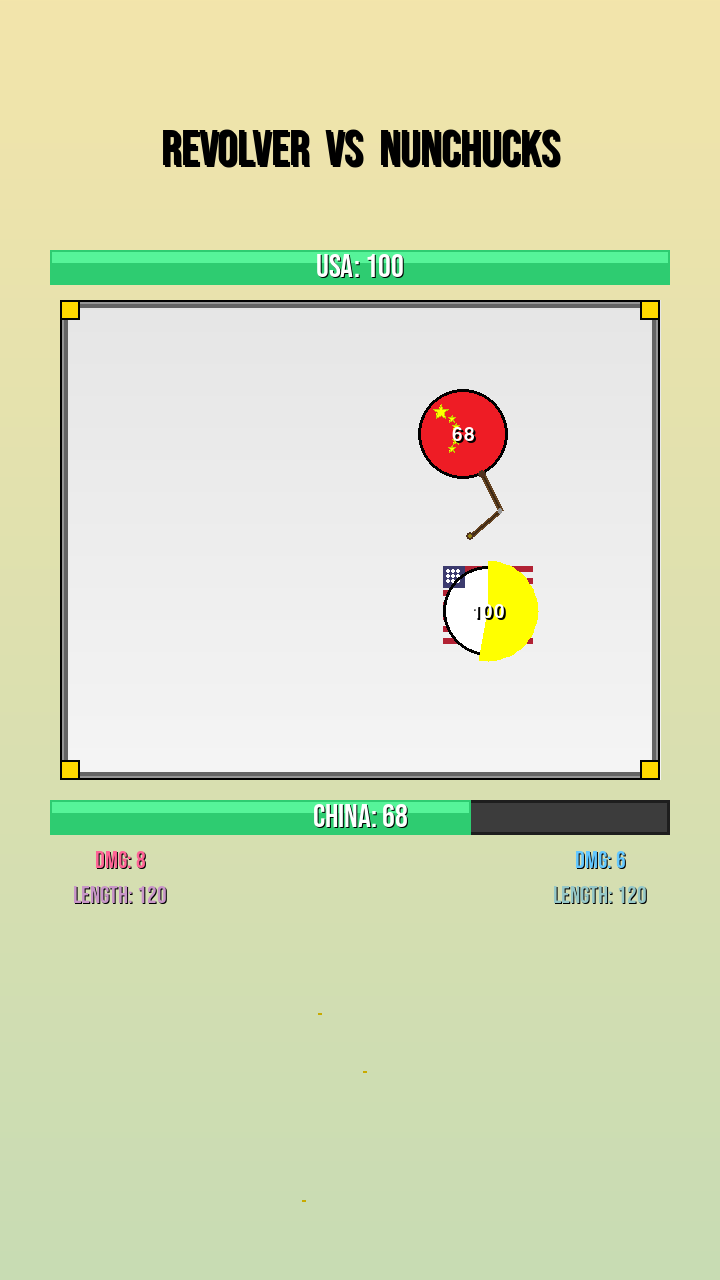 REVOLVER VS NUNCHUCKS
USA: 100
68
100
CHINA: 68
DMG: 8
DMG: 6
LENGTH: 120
LENGTH: 120